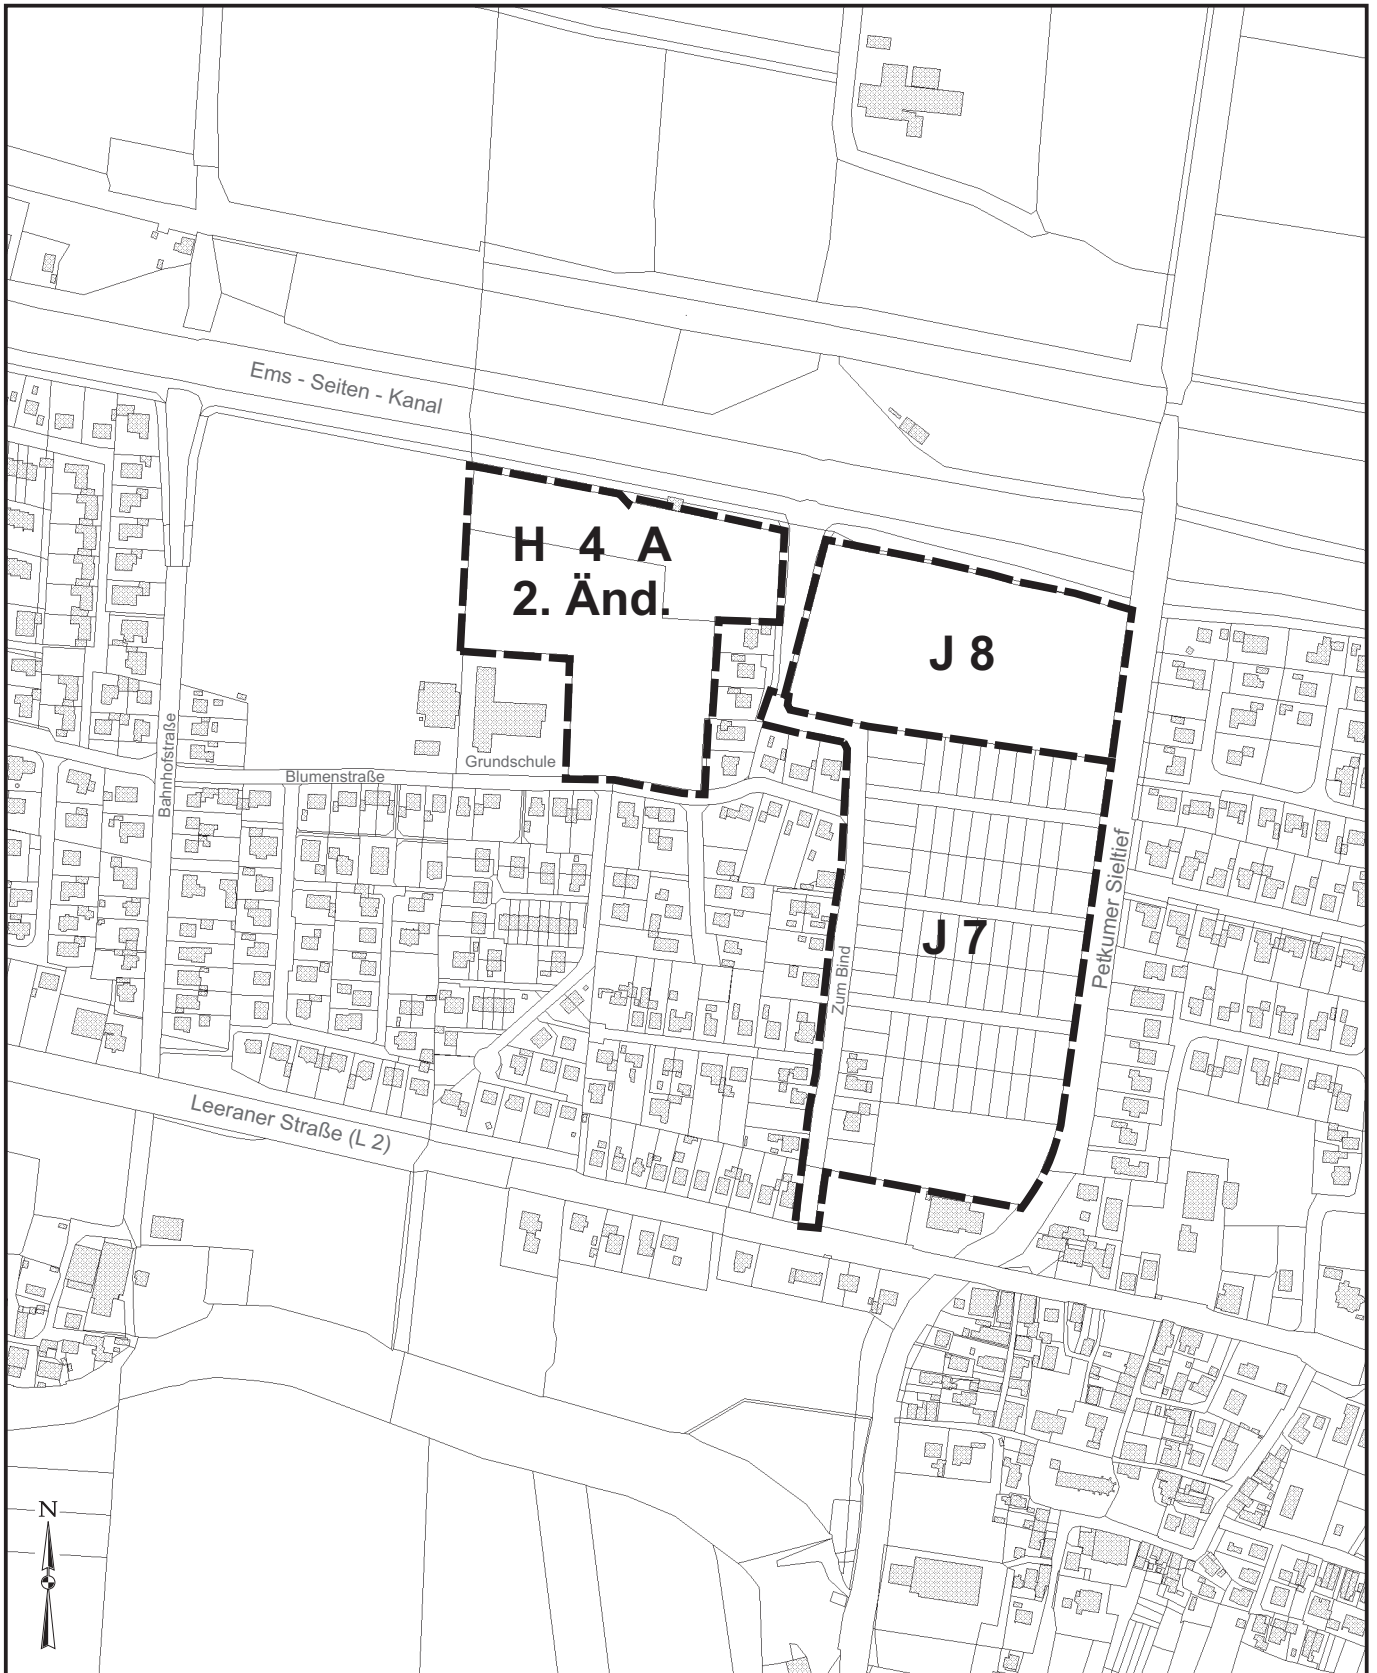 Ems - Seiten - Kanal
H 4 A
2. Änd.
J 8
Grundschule
Blumenstraße
Bahnhofstraße
Petkumer Sieltief
J 7
Zum Bind
Leeraner Straße (L 2)
N